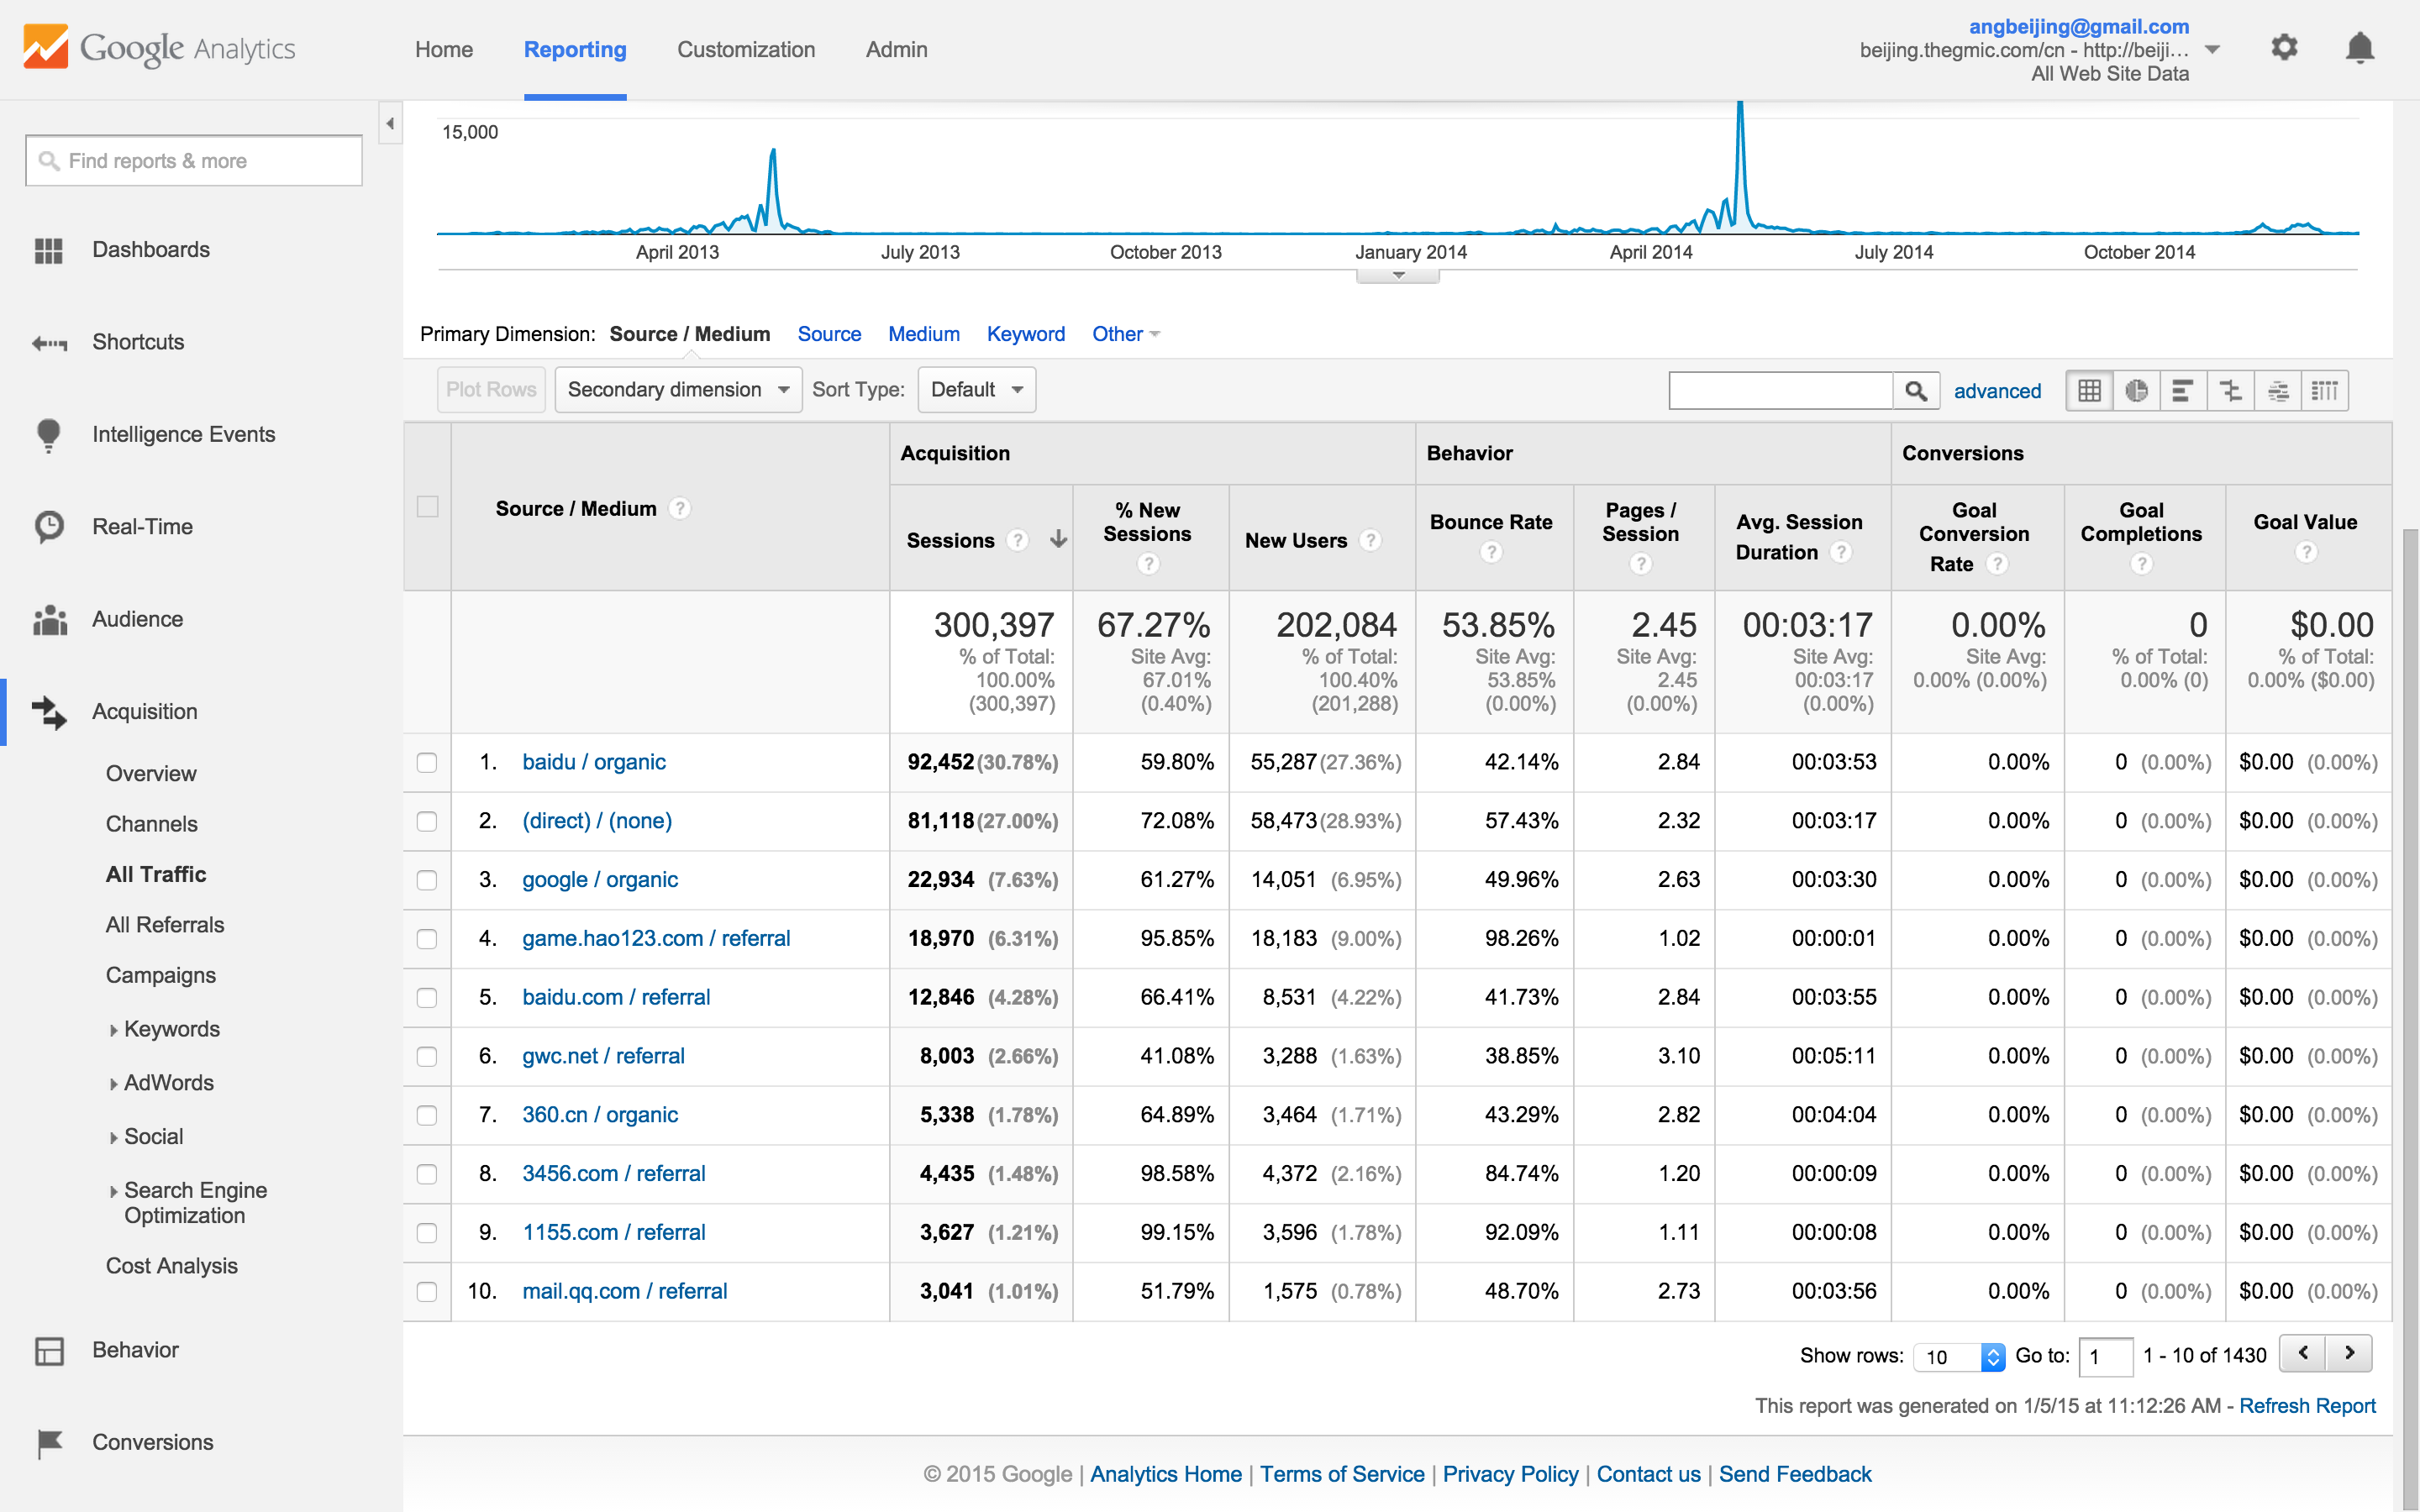 Google Analytics
Home Reporting Customization Admin
angbeijing@gmail.com
beijing.thegmic.com/cn - http://beiji...
All Web Site Data
Find reports & more
Dashboards
Shortcuts
Intelligence Events
Real-Time
Audience
Acquisition
Overview
Channels
All Traffic
All Referrals
Campaigns
Keywords
AdWords
Social
Search Engine
Optimization
Cost Analysis
Behavior
Conversions
15,000
April 2013 July 2013 October 2013 January 2014 April 2014 July 2014 October 2014
Primary Dimension: Source / Medium Source Medium Keyword Other
Plot Rows Secondary dimension Sort Type: Default advanced
Acquisition Behavior Conversions
Source / Medium ? Sessions ? % New Sessions ? New Users ? Bounce Rate ? Pages / Session ? Avg. Session Duration ? Goal Conversion Rate ? Goal Completions ? Goal Value ?
300,397 67.27% 202,084 53.85% 2.45 00:03:17 0.00% 0 $0.00
% of Total: Site Avg: % of Total: Site Avg: Site Avg: Site Avg: Site Avg: % of Total: % of Total:
100.00% 67.01% 100.40% 53.85% 2.45 00:03:17 0.00% (0.00%) 0.00% (0) 0.00% ($0.00)
(300,397) (0.40%) (201,288) (0.00%) (0.00%) (0.00%)
1. baidu / organic 92,452 (30.78%) 59.80% 55,287 (27.36%) 42.14% 2.84 00:03:53 0.00% 0 (0.00%) $0.00 (0.00%)
2. (direct) / (none) 81,118 (27.00%) 72.08% 58,473 (28.93%) 57.43% 2.32 00:03:17 0.00% 0 (0.00%) $0.00 (0.00%)
3. google / organic 22,934 (7.63%) 61.27% 14,051 (6.95%) 49.96% 2.63 00:03:30 0.00% 0 (0.00%) $0.00 (0.00%)
4. game.hao123.com / referral 18,970 (6.31%) 95.85% 18,183 (9.00%) 98.26% 1.02 00:00:01 0.00% 0 (0.00%) $0.00 (0.00%)
5. baidu.com / referral 12,846 (4.28%) 66.41% 8,531 (4.22%) 41.73% 2.84 00:03:55 0.00% 0 (0.00%) $0.00 (0.00%)
6. gwc.net / referral 8,003 (2.66%) 41.08% 3,288 (1.63%) 38.85% 3.10 00:05:11 0.00% 0 (0.00%) $0.00 (0.00%)
7. 360.cn / organic 5,338 (1.78%) 64.89% 3,464 (1.71%) 43.29% 2.82 00:04:04 0.00% 0 (0.00%) $0.00 (0.00%)
8. 3456.com / referral 4,435 (1.48%) 98.58% 4,372 (2.16%) 84.74% 1.20 00:00:09 0.00% 0 (0.00%) $0.00 (0.00%)
9. 1155.com / referral 3,627 (1.21%) 99.15% 3,596 (1.78%) 92.09% 1.11 00:00:08 0.00% 0 (0.00%) $0.00 (0.00%)
10. mail.qq.com / referral 3,041 (1.01%) 51.79% 1,575 (0.78%) 48.70% 2.73 00:03:56 0.00% 0 (0.00%) $0.00 (0.00%)
Show rows: 10 Go to: 1 1 - 10 of 1430
This report was generated on 1/5/15 at 11:12:26 AM - Refresh Report
© 2015 Google | Analytics Home | Terms of Service | Privacy Policy | Contact us | Send Feedback